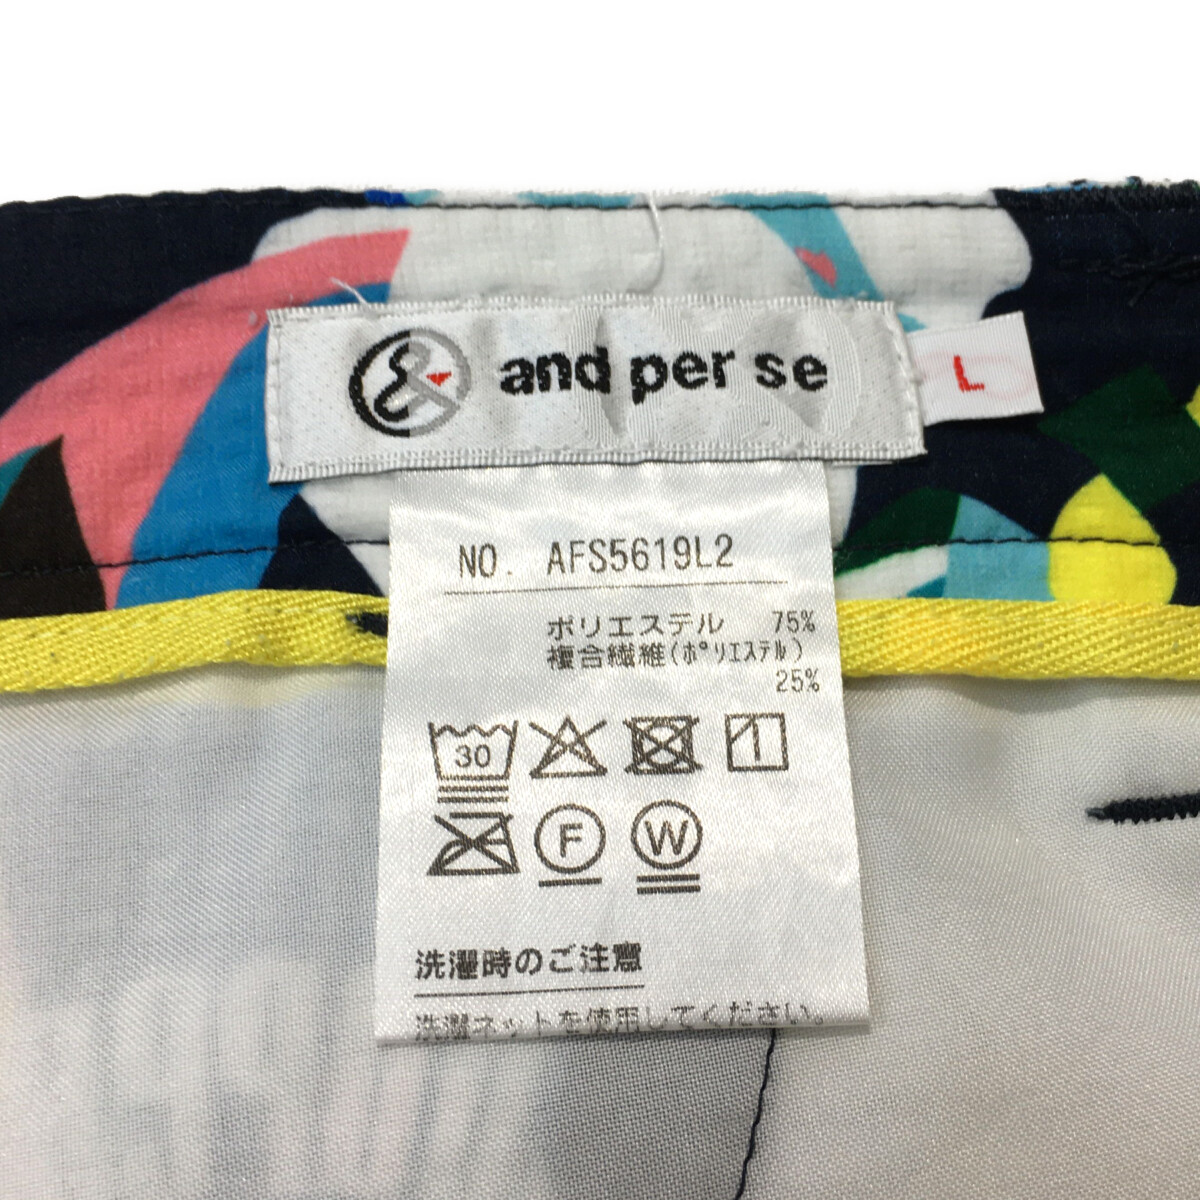 and per se
L
NO. AFS5619L2
ポリエステル 75%
複合繊維(ﾎﾟﾘｴｽﾃﾙ)
25%
30
F
W
洗濯時のご注意
洗濯ネットを使用してください。